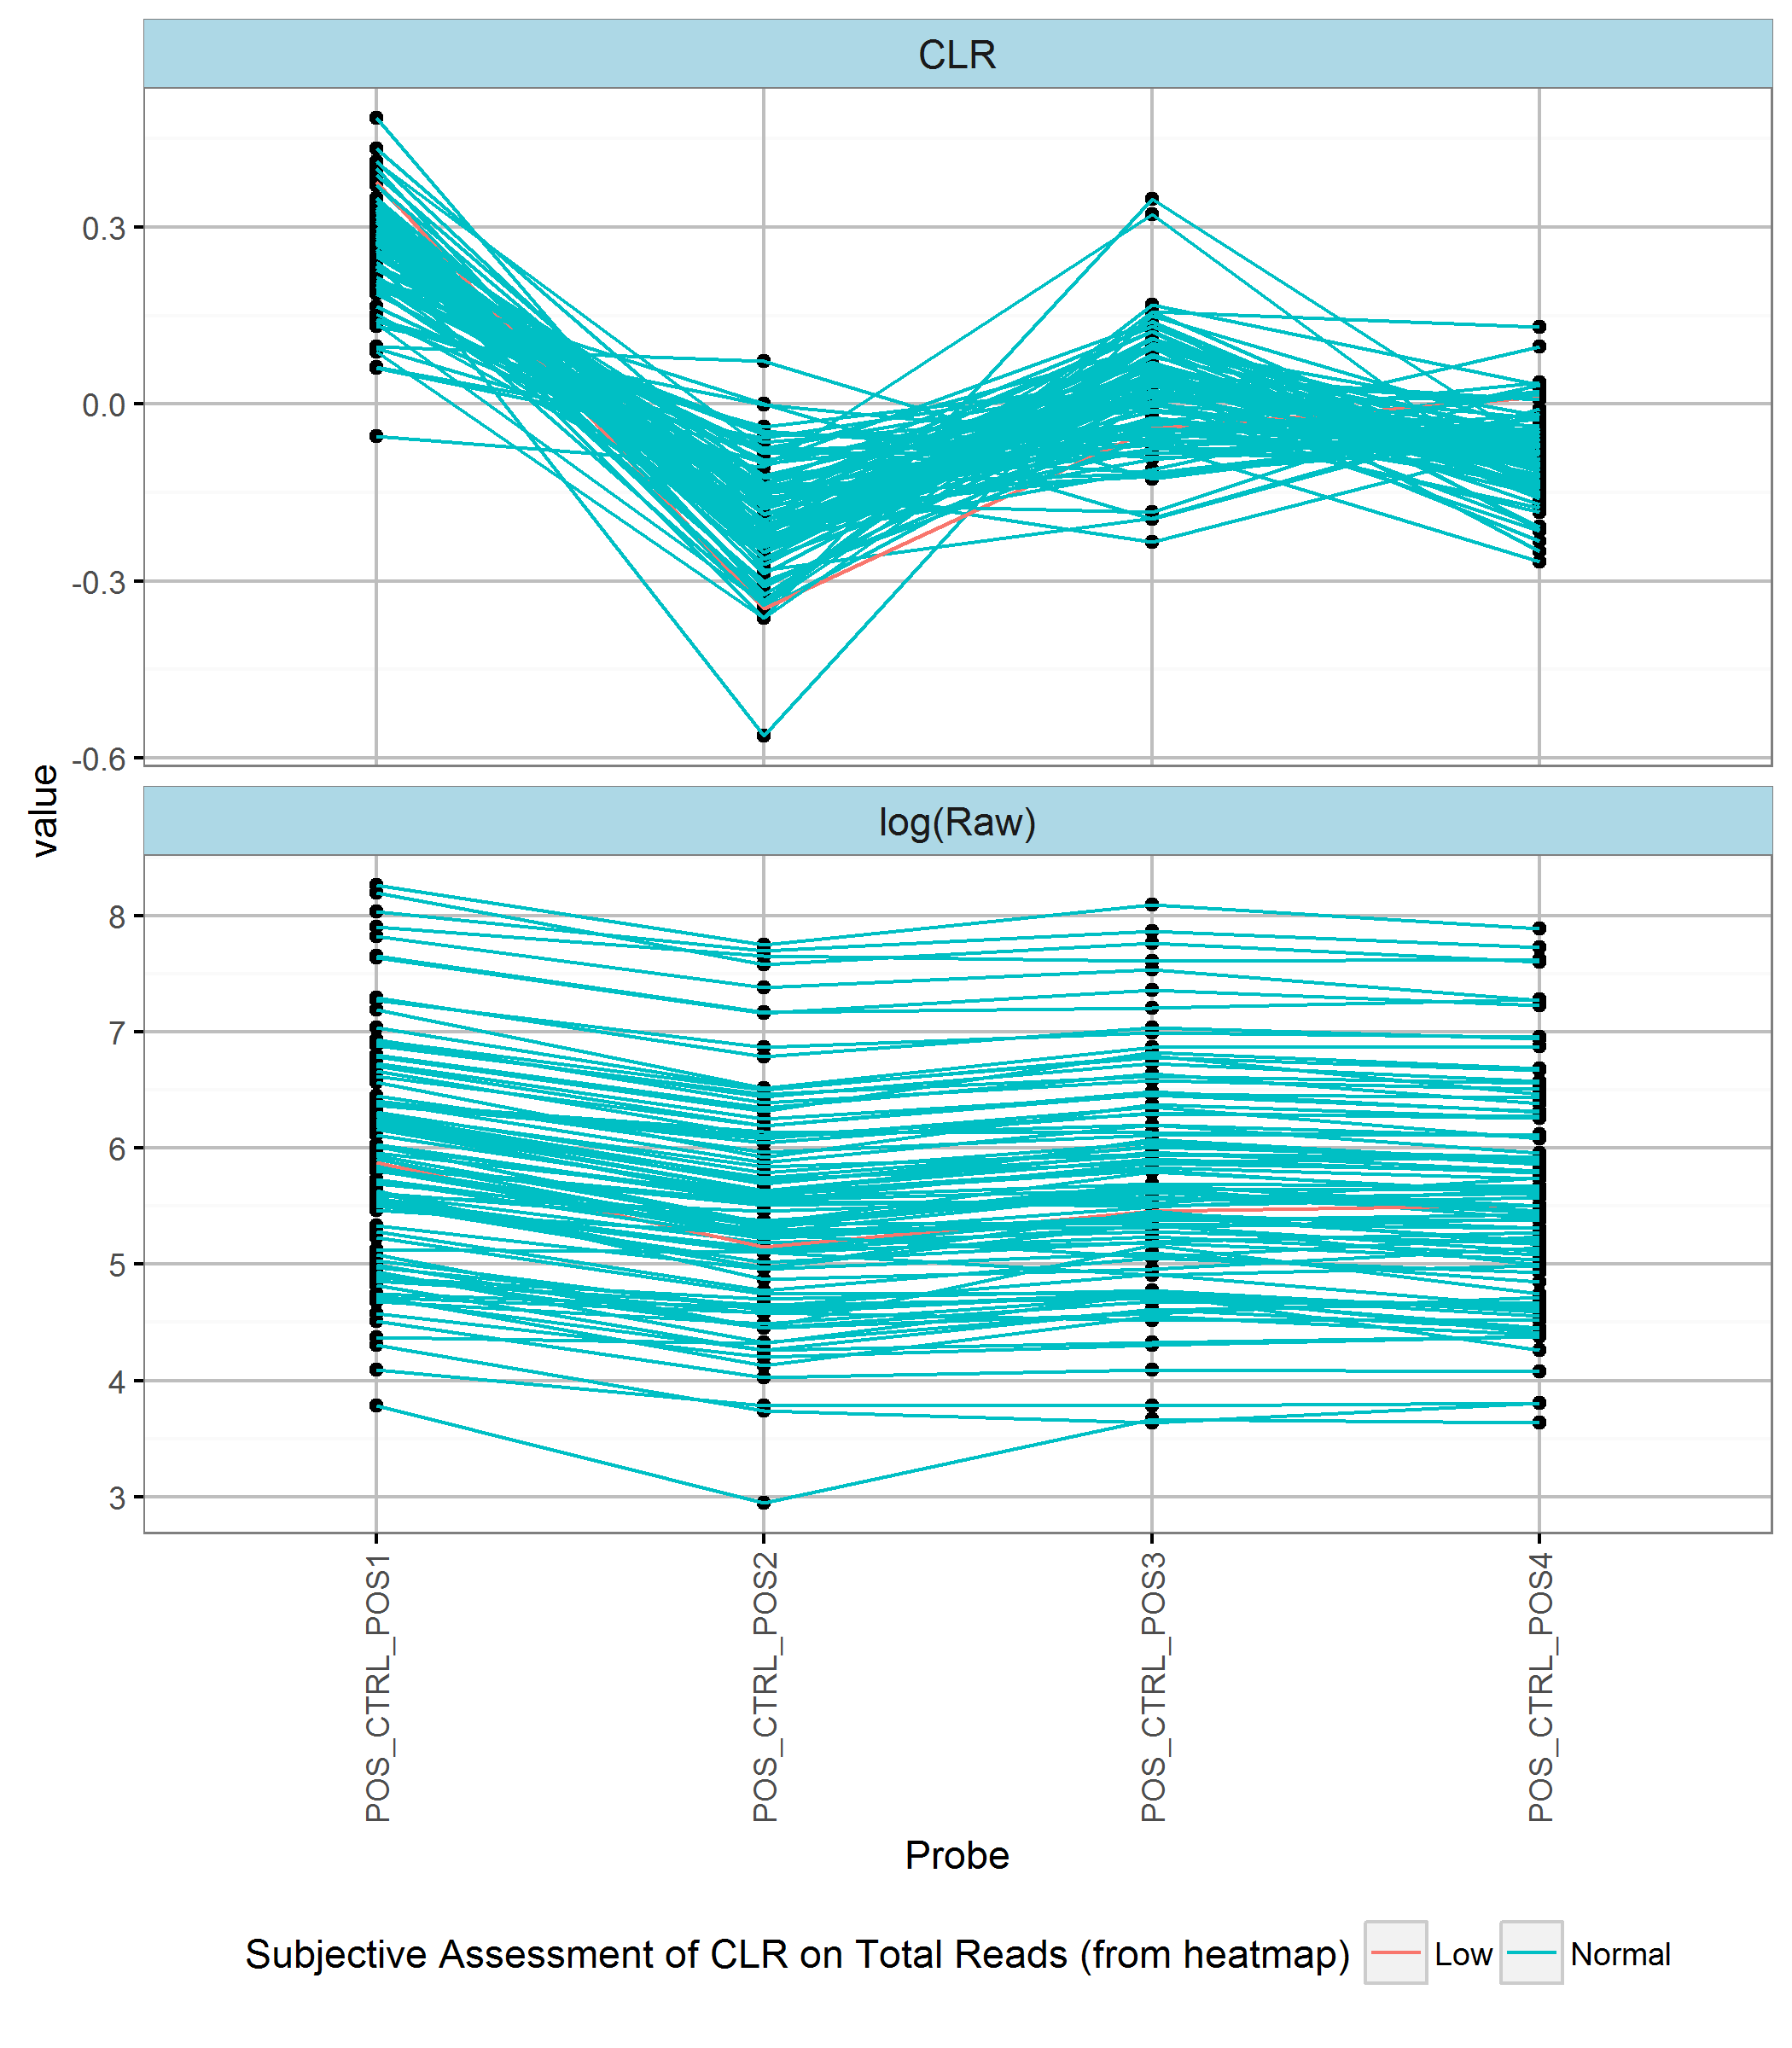 CLR
0.3
0.0
-0.3
-0.6
value
log(Raw)
8
7
6
5
4
3
POS_CTRL_POS1
POS_CTRL_POS2
POS_CTRL_POS3
POS_CTRL_POS4
Probe
Subjective Assessment of CLR on Total Reads (from heatmap) Low Normal